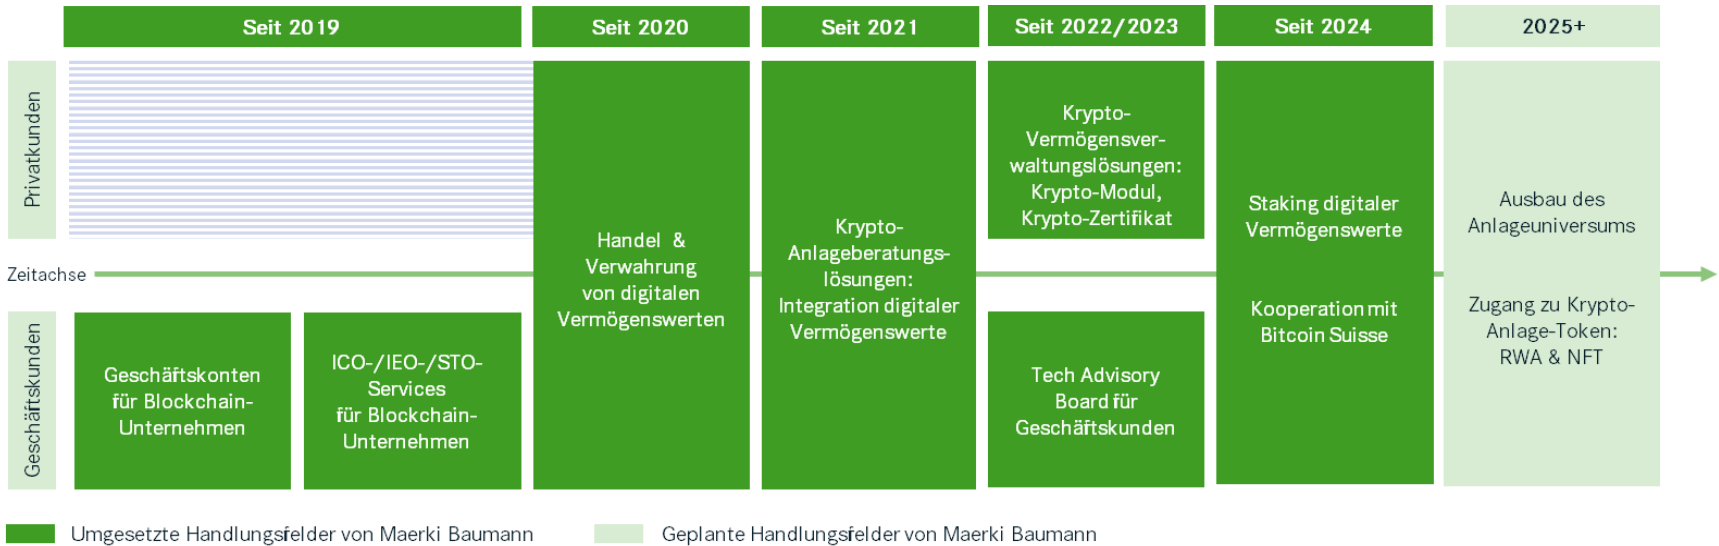 Seit 2019
Seit 2020
Seit 2021
Seit 2022/2023
Seit 2024
2025+
Privatkunden
Zeitachse
Geschäftskunden
Geschäftskonten
für Blockchain-
Unternehmen
ICO-/IEO-/STO-
Services
für Blockchain-
Unternehmen
Handel &
Verwahrung
von digitalen
Vermögenswerten
Krypto-
Anlageberatungs-
lösungen:
Integration digitaler
Vermögenswerte
Krypto-
Vermögensver-
waltungslösungen:
Krypto-Modul,
Krypto-Zertifikat
Tech Advisory
Board für
Geschäftskunden
Staking digitaler
Vermögenswerte
Kooperation mit
Bitcoin Suisse
Ausbau des
Anlageuniversums
Zugang zu Krypto-
Anlage-Token:
RWA & NFT
Umgesetzte Handlungsfelder von Maerki Baumann
Geplante Handlungsfelder von Maerki Baumann